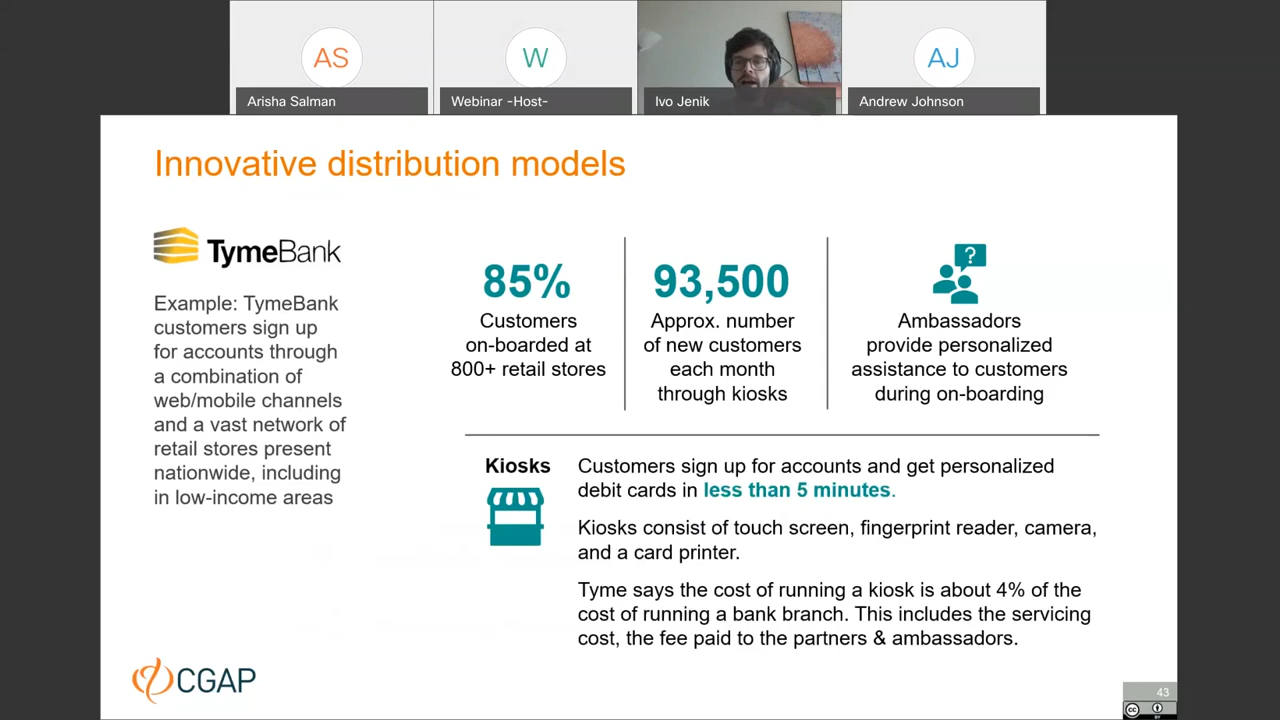 AS
W
AJ
Arisha Salman
Webinar -Host-
Ivo Jenik
Andrew Johnson
Innovative distribution models
TymeBank
Example: TymeBank
customers sign up
for accounts through
a combination of
web/mobile channels
and a vast network of
retail stores present
nationwide, including
in low-income areas
85%
Customers
on-boarded at
800+ retail stores
93,500
Approx. number
of new customers
each month
through kiosks
?
Ambassadors
provide personalized
assistance to customers
during on-boarding
Kiosks
Customers sign up for accounts and get personalized
debit cards in less than 5 minutes.
Kiosks consist of touch screen, fingerprint reader, camera,
and a card printer.
Tyme says the cost of running a kiosk is about 4% of the
cost of running a bank branch. This includes the servicing
cost, the fee paid to the partners & ambassadors.
CGAP
43
cc
BY